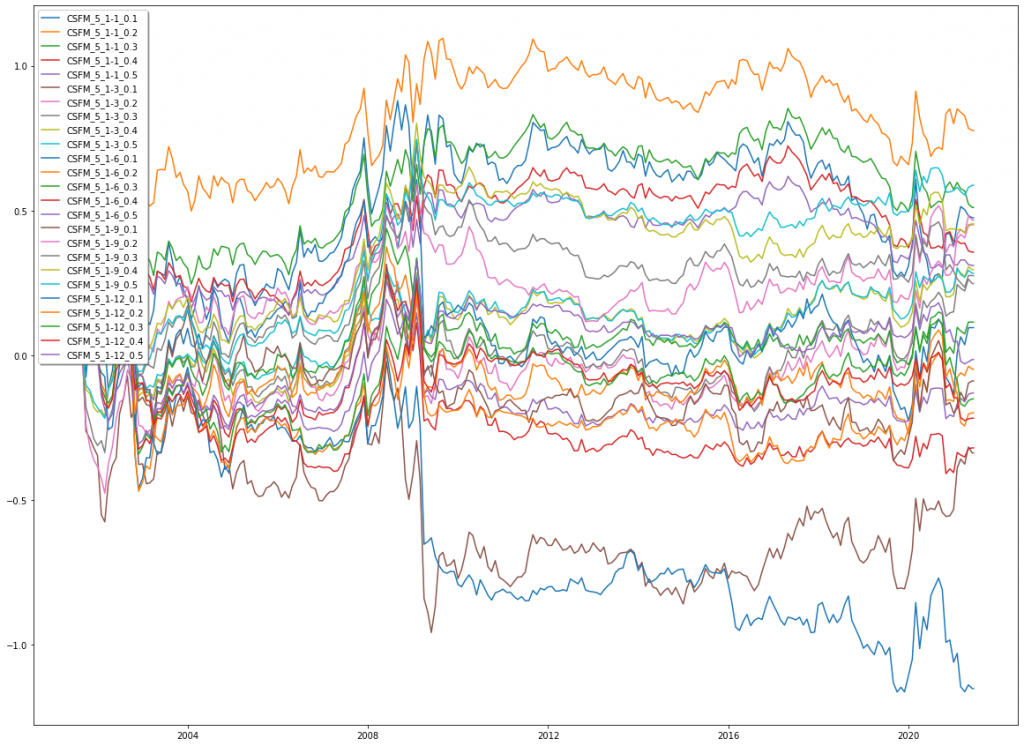 CSFM_5_1-1_0.1
CSFM_5_1-1_0.2
CSFM_5_1-1_0.3
CSFM_5_1-1_0.4
CSFM_5_1-1_0.5
CSFM_5_1-3_0.1
CSFM_5_1-3_0.2
CSFM_5_1-3_0.3
CSFM_5_1-3_0.4
CSFM_5_1-3_0.5
CSFM_5_1-6_0.1
CSFM_5_1-6_0.2
CSFM_5_1-6_0.3
CSFM_5_1-6_0.4
CSFM_5_1-6_0.5
CSFM_5_1-9_0.1
CSFM_5_1-9_0.2
CSFM_5_1-9_0.3
CSFM_5_1-9_0.4
CSFM_5_1-9_0.5
CSFM_5_1-12_0.1
CSFM_5_1-12_0.2
CSFM_5_1-12_0.3
CSFM_5_1-12_0.4
CSFM_5_1-12_0.5
1.0
0.5
0.0
−0.5
−1.0
2004 2008 2012 2016 2020